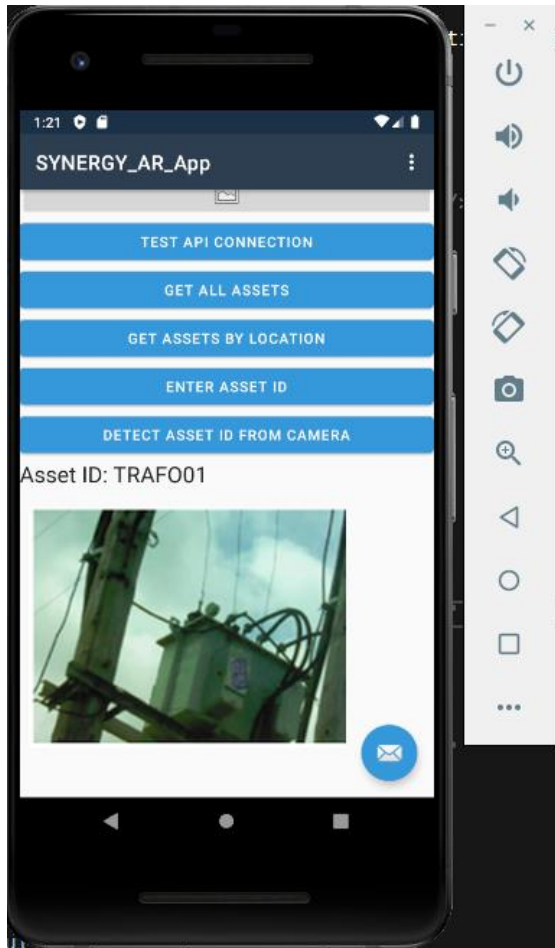 1:21
SYNERGY_AR_App
TEST API CONNECTION
GET ALL ASSETS
GET ASSETS BY LOCATION
ENTER ASSET ID
DETECT ASSET ID FROM CAMERA
Asset ID: TRAFO01